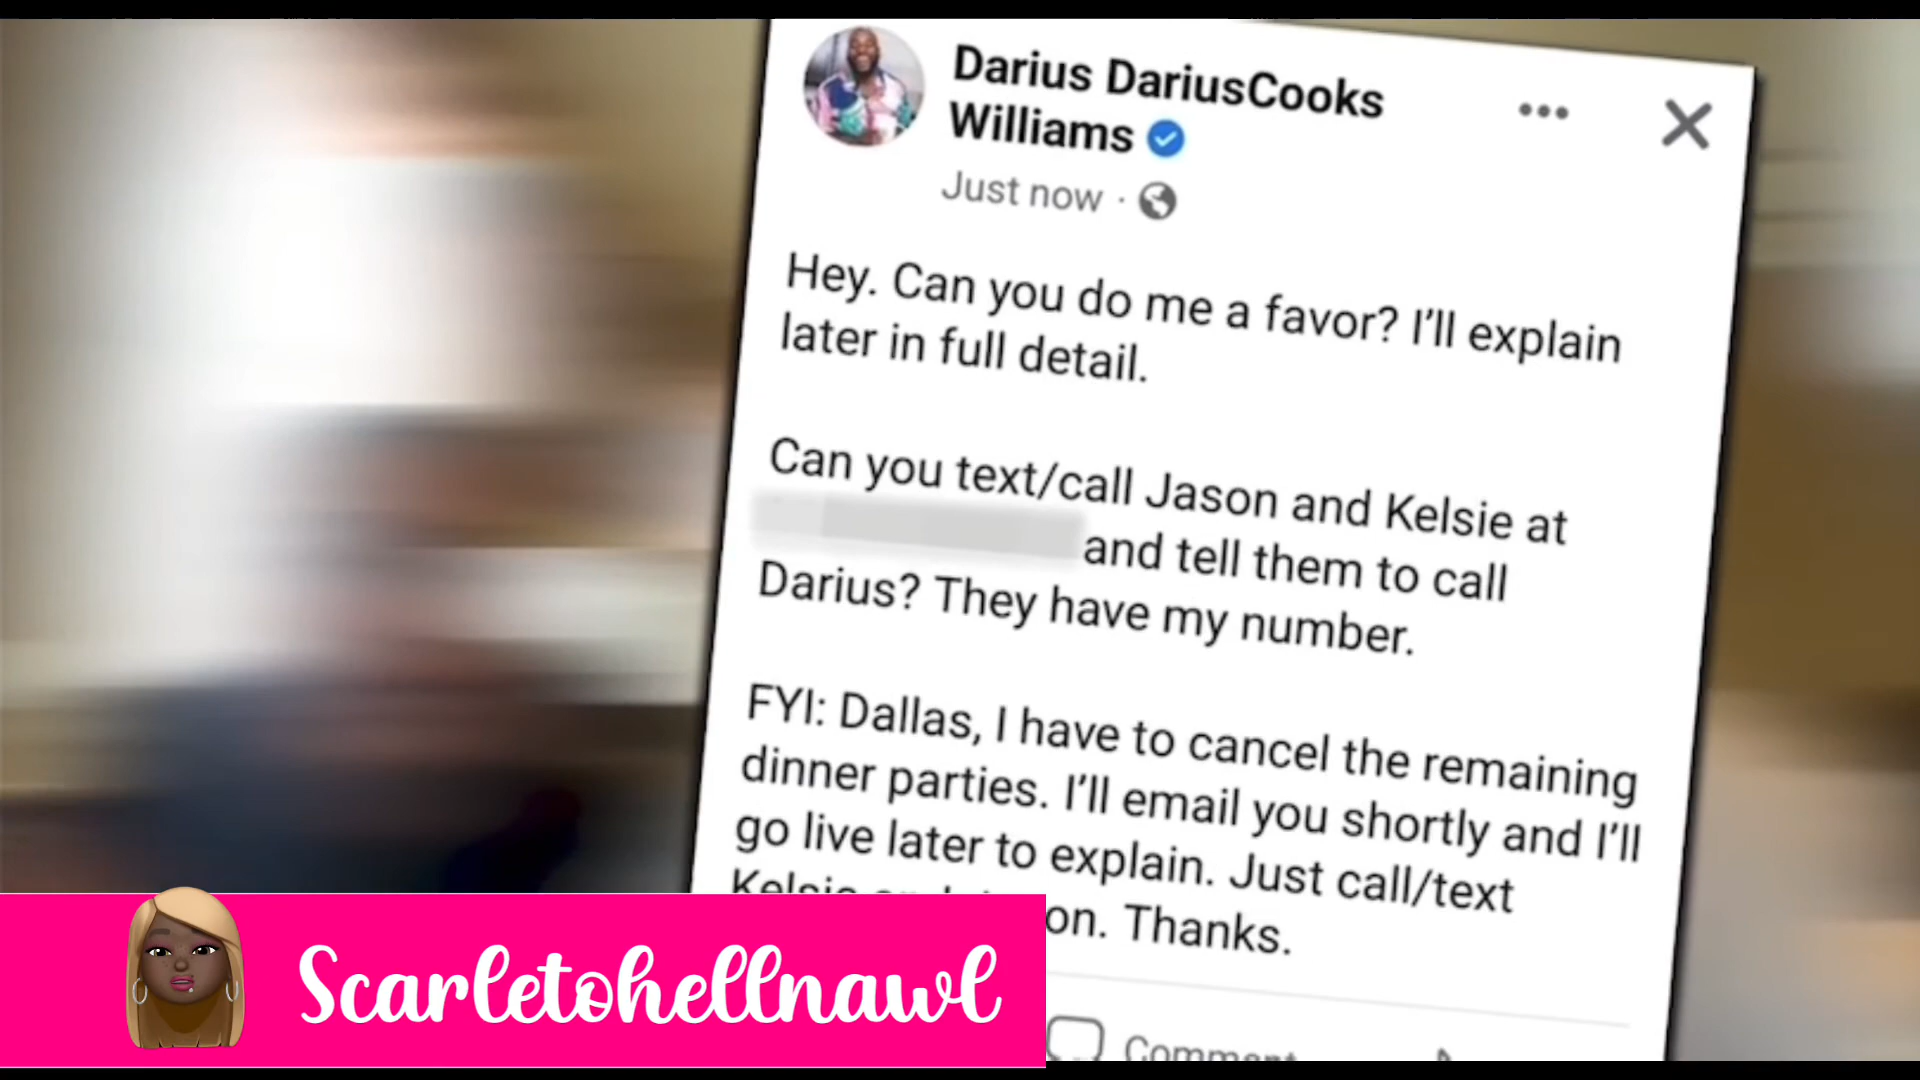 Darius DariusCooks
Williams
Just now ·
Hey. Can you do me a favor? I'll explain
later in full detail.
Can you text/call Jason and Kelsie at
and tell them to call
Darius? They have my number.
FYI: Dallas, I have to cancel the remaining
dinner parties. I'll email you shortly and I'll
go live later to explain. Just call/text
Kelsie on. Thanks.
Comment
Scarletohellnawl